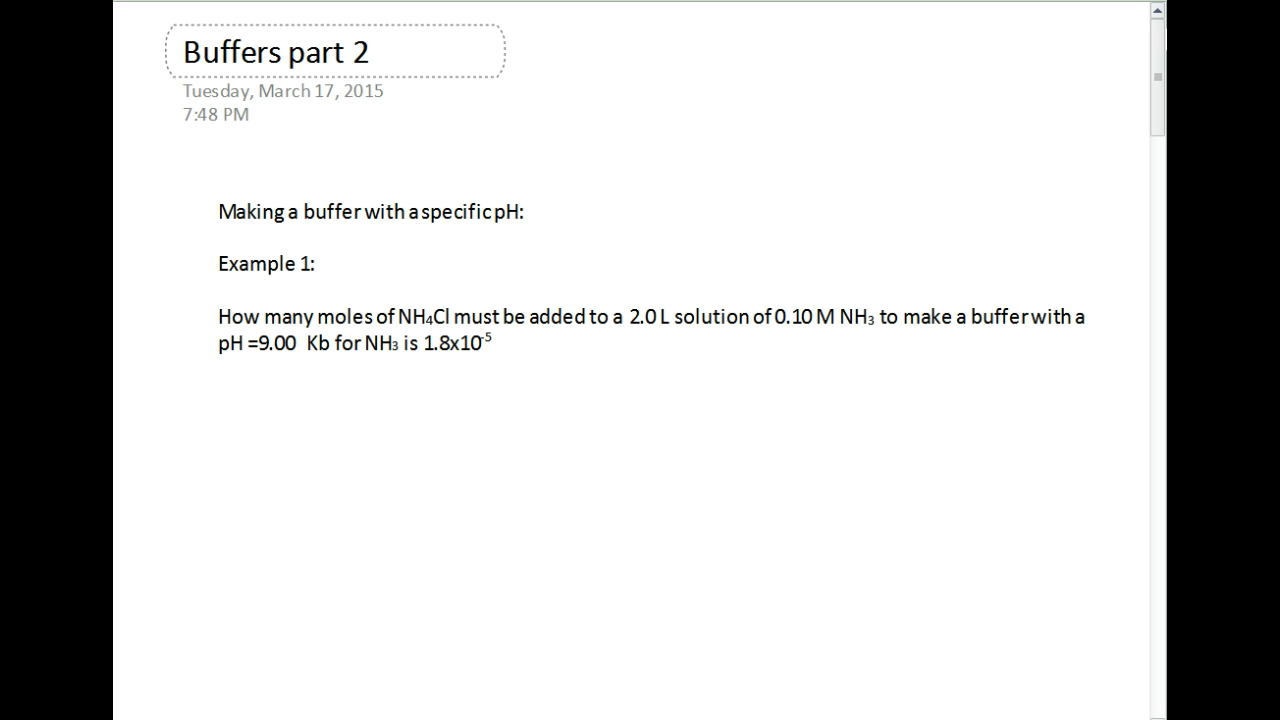 Buffers part 2
Tuesday, March 17, 2015
7:48 PM
Making a buffer with a specific pH:
Example 1:
How many moles of NH₄Cl must be added to a 2.0 L solution of 0.10 M NH₃ to make a buffer with a
pH =9.00 Kb for NH₃ is 1.8x10⁻⁵